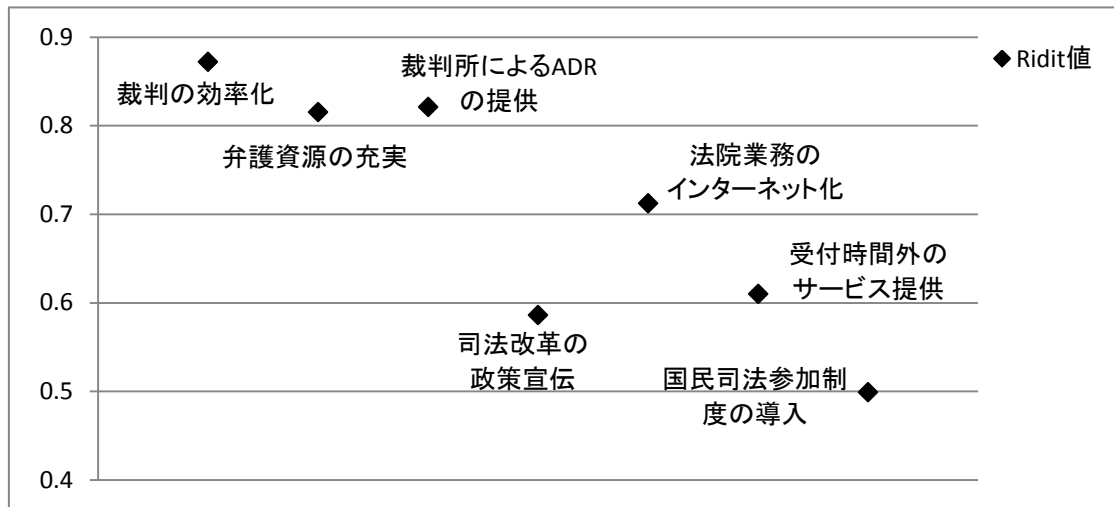 0.9
0.8
0.7
0.6
0.5
0.4
裁判の効率化
弁護資源の充実
裁判所によるADR
の提供
司法改革の
政策宣伝
法院業務の
インターネット化
受付時間外の
サービス提供
国民司法参加制
度の導入
Ridit値